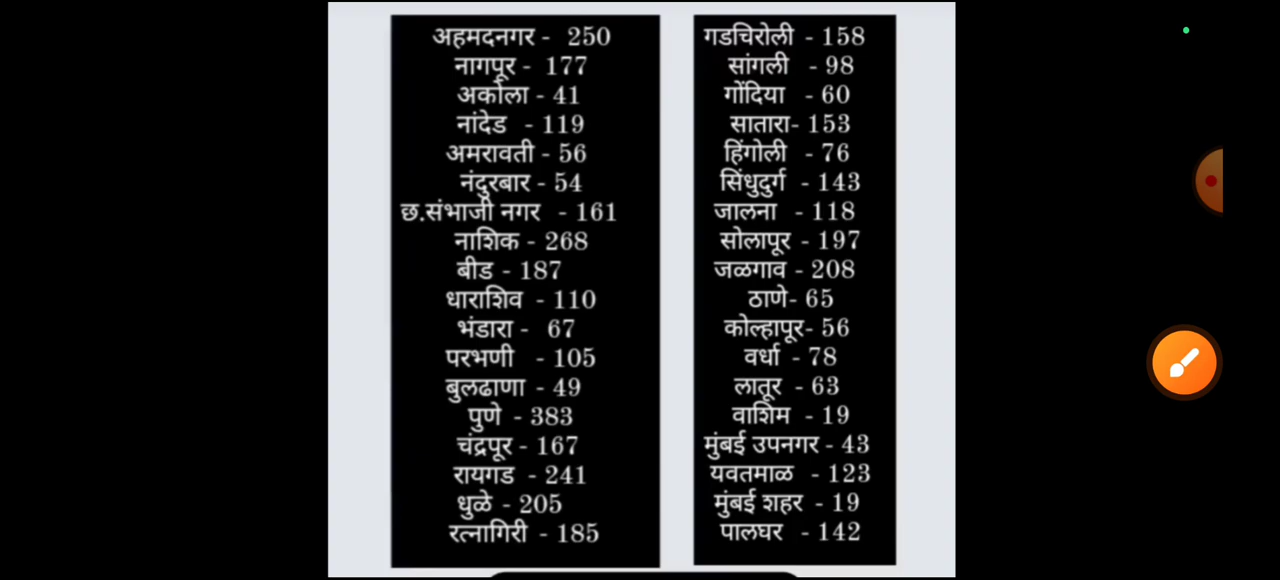 अहमदनगर - 250
नागपूर - 177
अकोला - 41
नांदेड - 119
अमरावती - 56
नंदुरबार - 54
छ.संभाजी नगर - 161
नाशिक - 268
बीड - 187
धाराशिव - 110
भंडारा - 67
परभणी - 105
बुलढाणा - 49
पुणे - 383
चंद्रपूर - 167
रायगड - 241
धुळे - 205
रत्नागिरी - 185
गडचिरोली - 158
सांगली - 98
गोंदिया - 60
सातारा- 153
हिंगोली - 76
सिंधुदुर्ग - 143
जालना - 118
सोलापूर - 197
जळगाव - 208
ठाणे- 65
कोल्हापूर- 56
वर्धा - 78
लातूर - 63
वाशिम - 19
मुंबई उपनगर - 43
यवतमाळ - 123
मुंबई शहर - 19
पालघर - 142